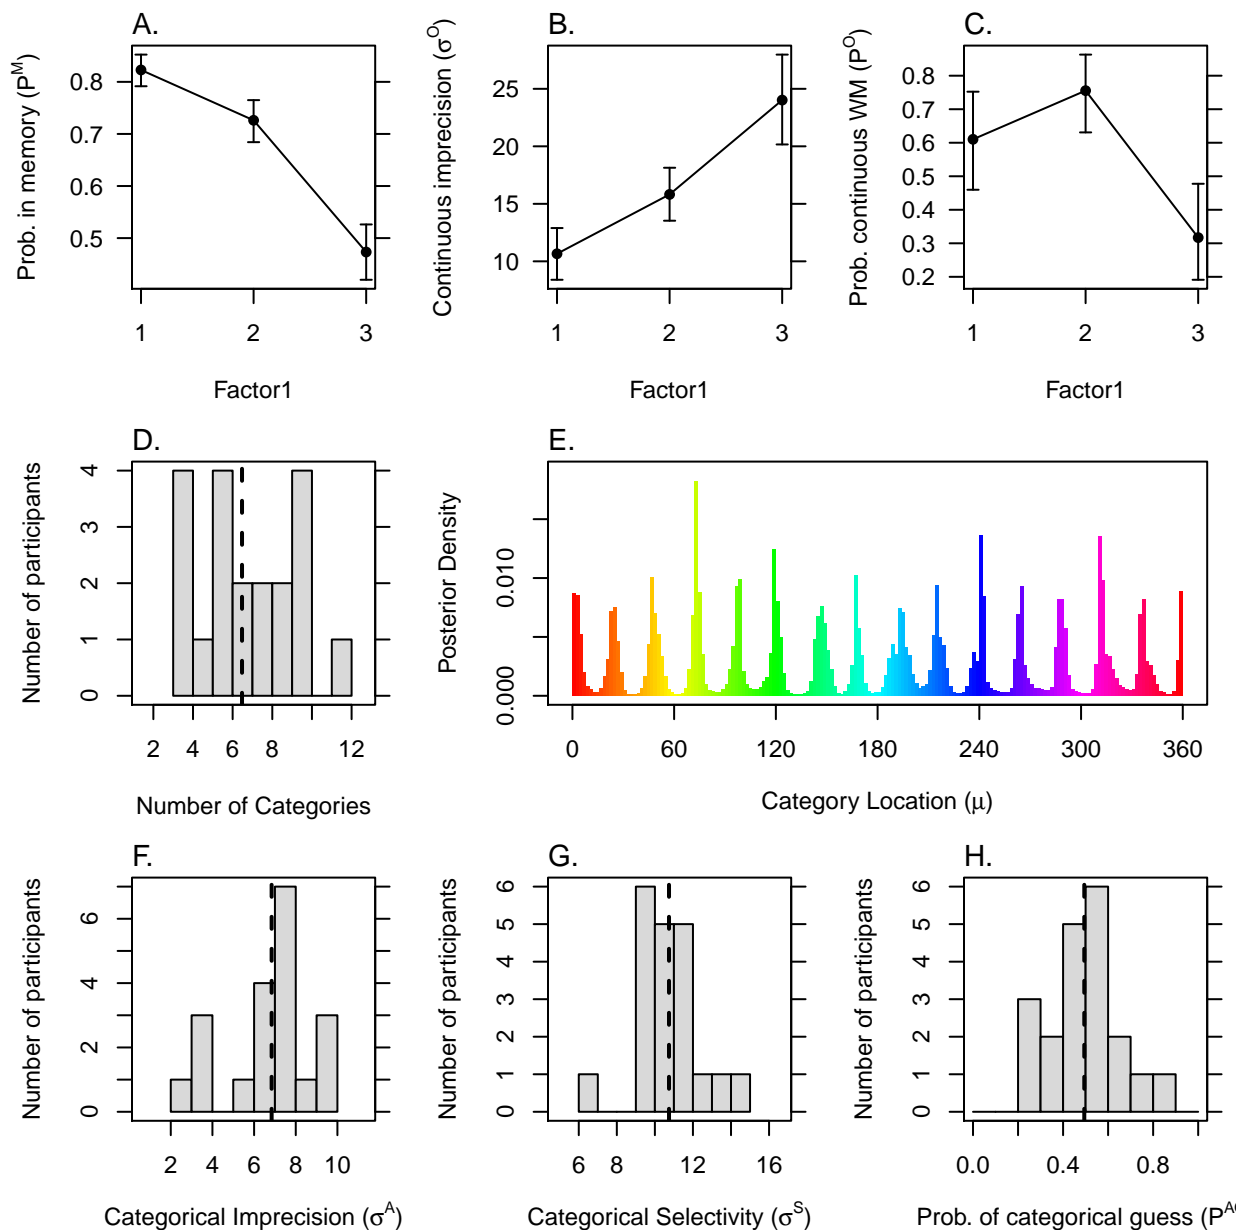 A.
Prob. in memory (P^M)
0.8
0.7
0.6
0.5
1 2 3
Factor1
B.
Continuous imprecision (σ^O)
25
20
15
10
1 2 3
Factor1
C.
Prob. continuous WM (P^O)
0.8
0.7
0.6
0.5
0.4
0.3
0.2
1 2 3
Factor1
D.
Number of participants
4
3
2
1
0
2 4 6 8 12
Number of Categories
E.
Posterior Density
0.010
0.000
0 60 120 180 240 300 360
Category Location (μ)
F.
Number of participants
6
4
2
0
2 4 6 8 10
Categorical Imprecision (σ^A)
G.
Number of participants
6
5
4
3
2
1
0
6 8 12 16
Categorical Selectivity (σ^S)
H.
Number of participants
6
5
4
3
2
1
0
0.0 0.4 0.8
Prob. of categorical guess (P^A